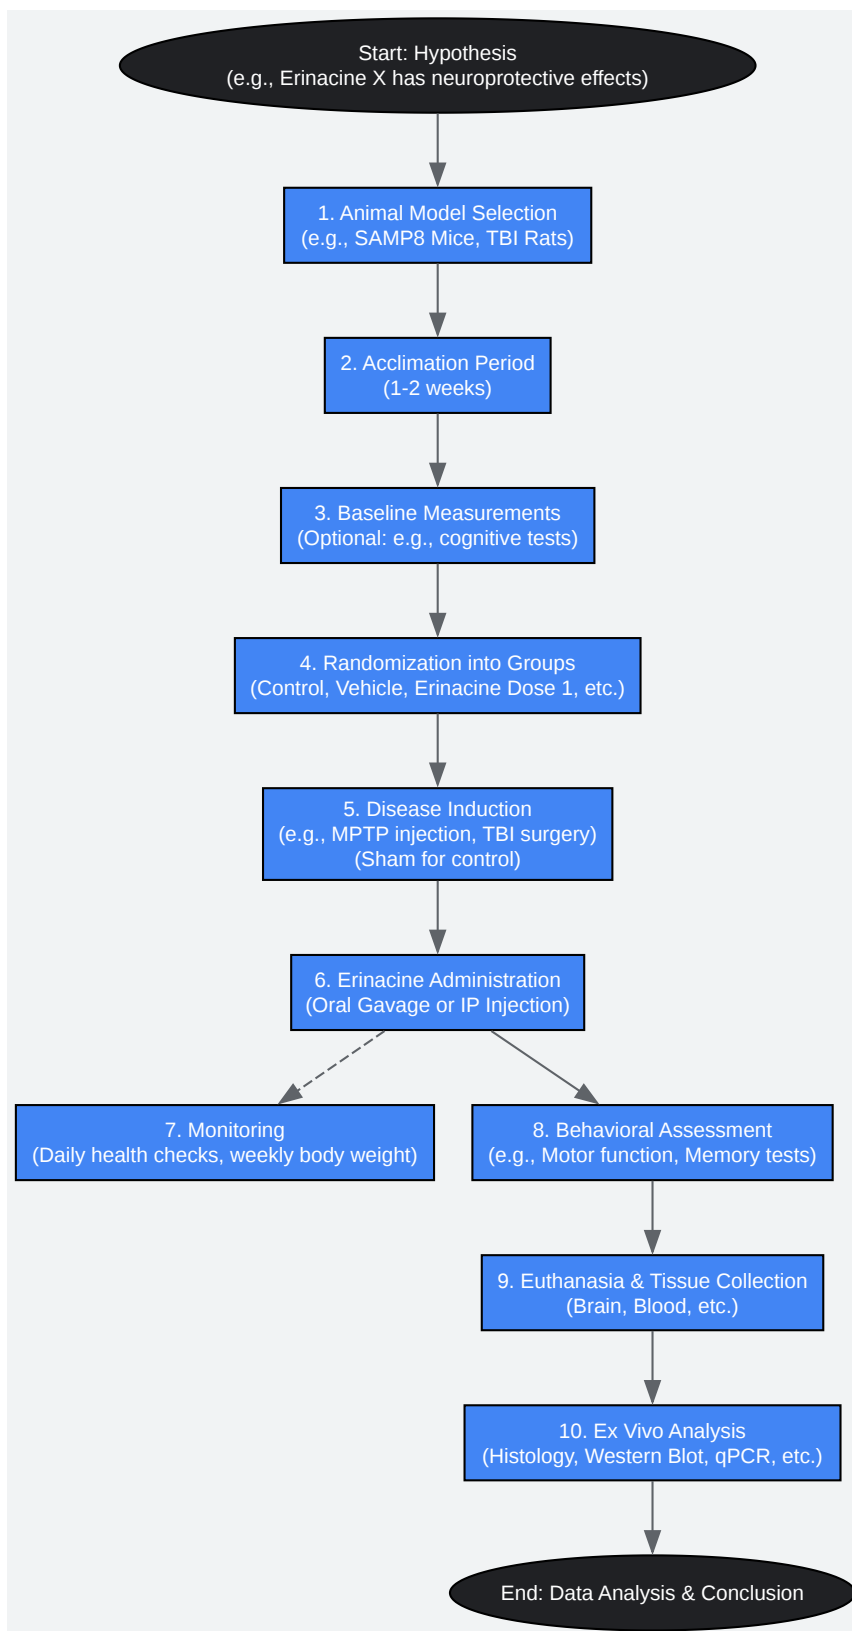 Start: Hypothesis
(e.g., Erinacine X has neuroprotective effects)
1. Animal Model Selection
(e.g., SAMP8 Mice, TBI Rats)
2. Acclimation Period
(1-2 weeks)
3. Baseline Measurements
(Optional: e.g., cognitive tests)
4. Randomization into Groups
(Control, Vehicle, Erinacine Dose 1, etc.)
5. Disease Induction
(e.g., MPTP injection, TBI surgery)
(Sham for control)
6. Erinacine Administration
(Oral Gavage or IP Injection)
7. Monitoring
(Daily health checks, weekly body weight)
8. Behavioral Assessment
(e.g., Motor function, Memory tests)
9. Euthanasia & Tissue Collection
(Brain, Blood, etc.)
10. Ex Vivo Analysis
(Histology, Western Blot, qPCR, etc.)
End: Data Analysis & Conclusion